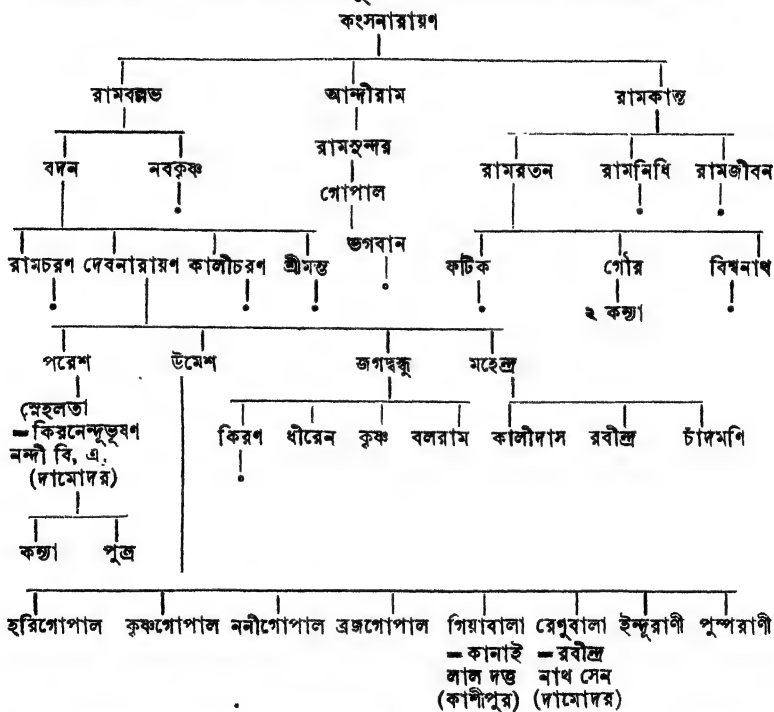 কংসনারায়ণ
রামবল্লভ আন্দীরাম রামকান্ত
রামসুন্দর
বদন নবকৃষ্ণ রামরতন রামনিধি রামজীবন
গোপাল
ভগবান
রামচরণ দেবনারায়ণ কালীচরণ শ্রীমন্ত ফটিক গৌর বিশ্বনাথ
২ কন্যা
পরেশ উমেশ জগদ্বন্ধু মহেন্দ্র
স্নেহলতা
= কিরনেন্দুভূষণ
নন্দী বি, এ.
(দামোদর)
কিরণ ধীরেন কৃষ্ণ বলরাম কালীদাস রবীন্দ্র চাঁদমণি
কন্যা পুত্র
হরিগোপাল কৃষ্ণগোপাল ননীগোপাল ব্রজগোপাল গিয়াবালা রেণুবালা ইন্দূরাণী পুষ্পরাণী
= কানাই = রবীন্দ্র
লাল দত্ত নাথ সেন
(কাশীপুর) (দামোদর)